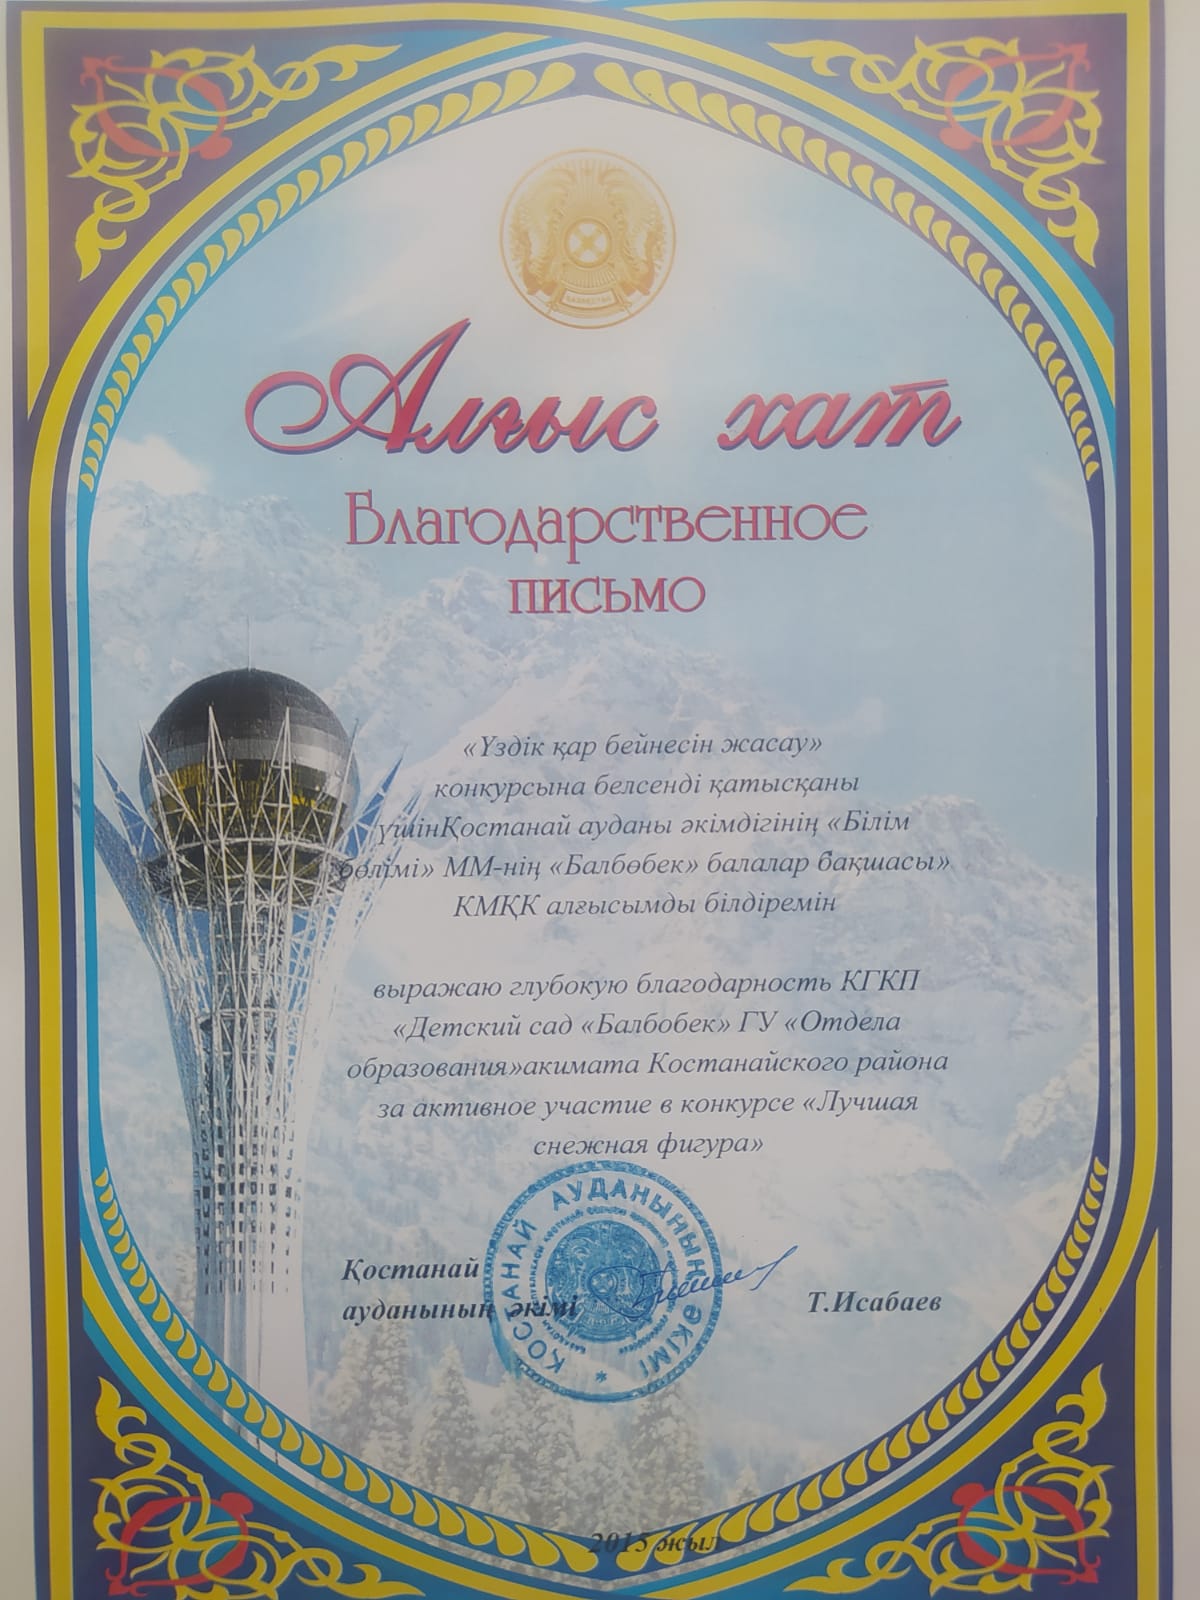 ҚАЗАҚСТАН
Алғыс хат
Благодарственное
письмо
«Үздік қар бейнесін жасау»
конкурсына белсенді қатысқаны
үшінҚостанай ауданы әкімдігінің «Білім
бөлімі» ММ-нің «Балбөбек» балалар бақшасы»
КМҚК алғысымды білдіремін
выражаю глубокую благодарность КГКП
«Детский сад «Балбобек» ГУ «Отдела
образования»акимата Костанайского района
за активное участие в конкурсе «Лучшая
снежная фигура»
Қостанай
ауданының әкімі
Т.Исабаев
ҚОСТАНАЙ АУДАНЫНЫҢ ӘКІМІ
2015 жыл